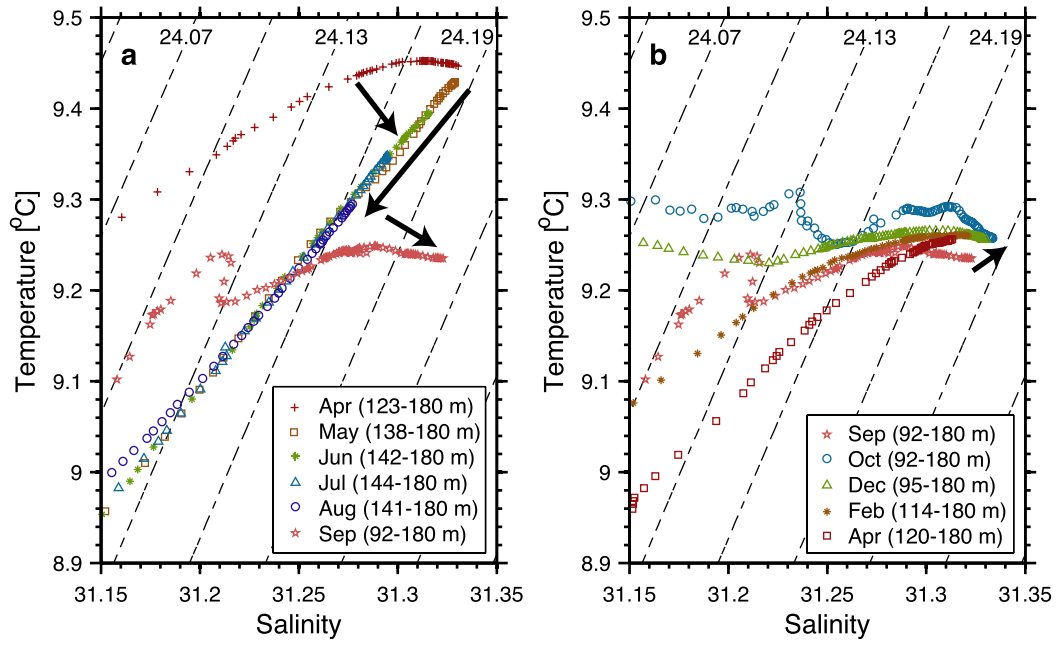 a
24.07
24.13
24.19
9.5
9.4
9.3
9.2
9.1
9
8.9
Temperature [°C]
Apr (123-180 m)
May (138-180 m)
Jun (142-180 m)
Jul (144-180 m)
Aug (141-180 m)
Sep (92-180 m)
31.15
31.2
31.25
31.3
31.35
Salinity
b
24.07
24.13
24.19
9.5
9.4
9.3
9.2
9.1
9
8.9
Temperature [°C]
Sep (92-180 m)
Oct (92-180 m)
Dec (95-180 m)
Feb (114-180 m)
Apr (120-180 m)
31.15
31.2
31.25
31.3
31.35
Salinity